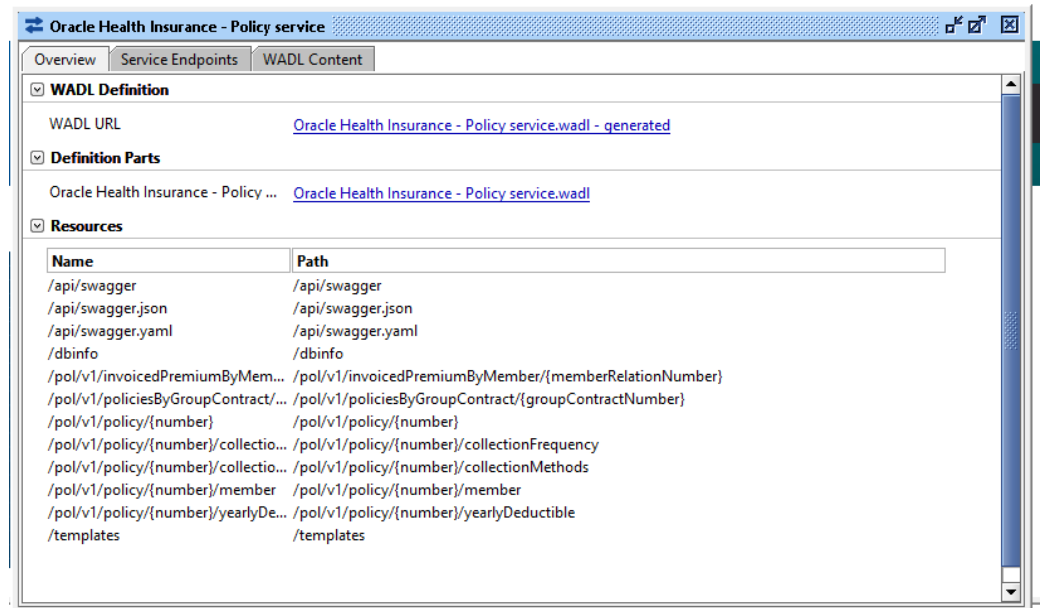 Oracle Health Insurance - Policy service
Overview Service Endpoints WADL Content
WADL Definition
WADL URL Oracle Health Insurance - Policy service.wadl - generated
Definition Parts
Oracle Health Insurance - Policy ... Oracle Health Insurance - Policy service.wadl
Resources
Name Path
/api/swagger /api/swagger
/api/swagger.json /api/swagger.json
/api/swagger.yaml /api/swagger.yaml
/dbinfo /dbinfo
/pol/v1/invoicedPremiumByMem... /pol/v1/invoicedPremiumByMember/{memberRelationNumber}
/pol/v1/policiesByGroupContract/... /pol/v1/policiesByGroupContract/{groupContractNumber}
/pol/v1/policy/{number} /pol/v1/policy/{number}
/pol/v1/policy/{number}/collectio... /pol/v1/policy/{number}/collectionFrequency
/pol/v1/policy/{number}/collectio... /pol/v1/policy/{number}/collectionMethods
/pol/v1/policy/{number}/member /pol/v1/policy/{number}/member
/pol/v1/policy/{number}/yearlyDe... /pol/v1/policy/{number}/yearlyDeductible
/templates /templates